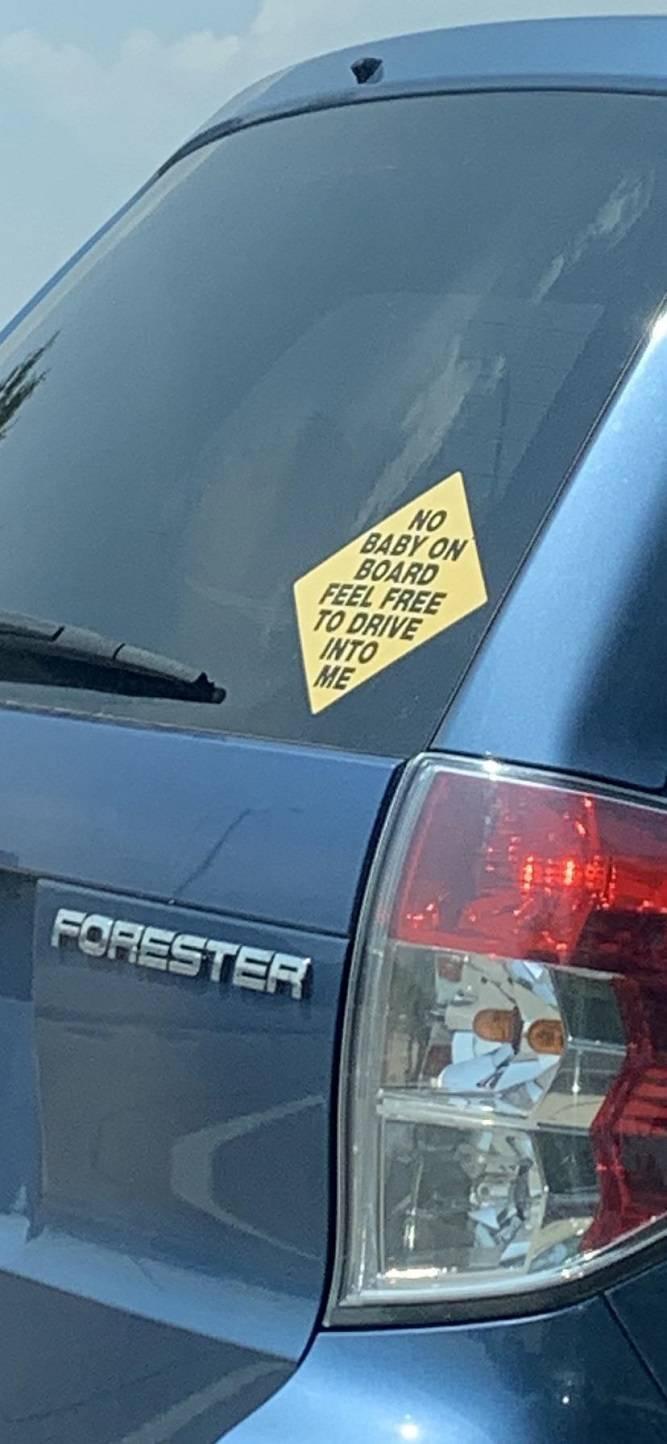 NO
BABY ON
BOARD
FEEL FREE
TO DRIVE
INTO
ME
FORESTER